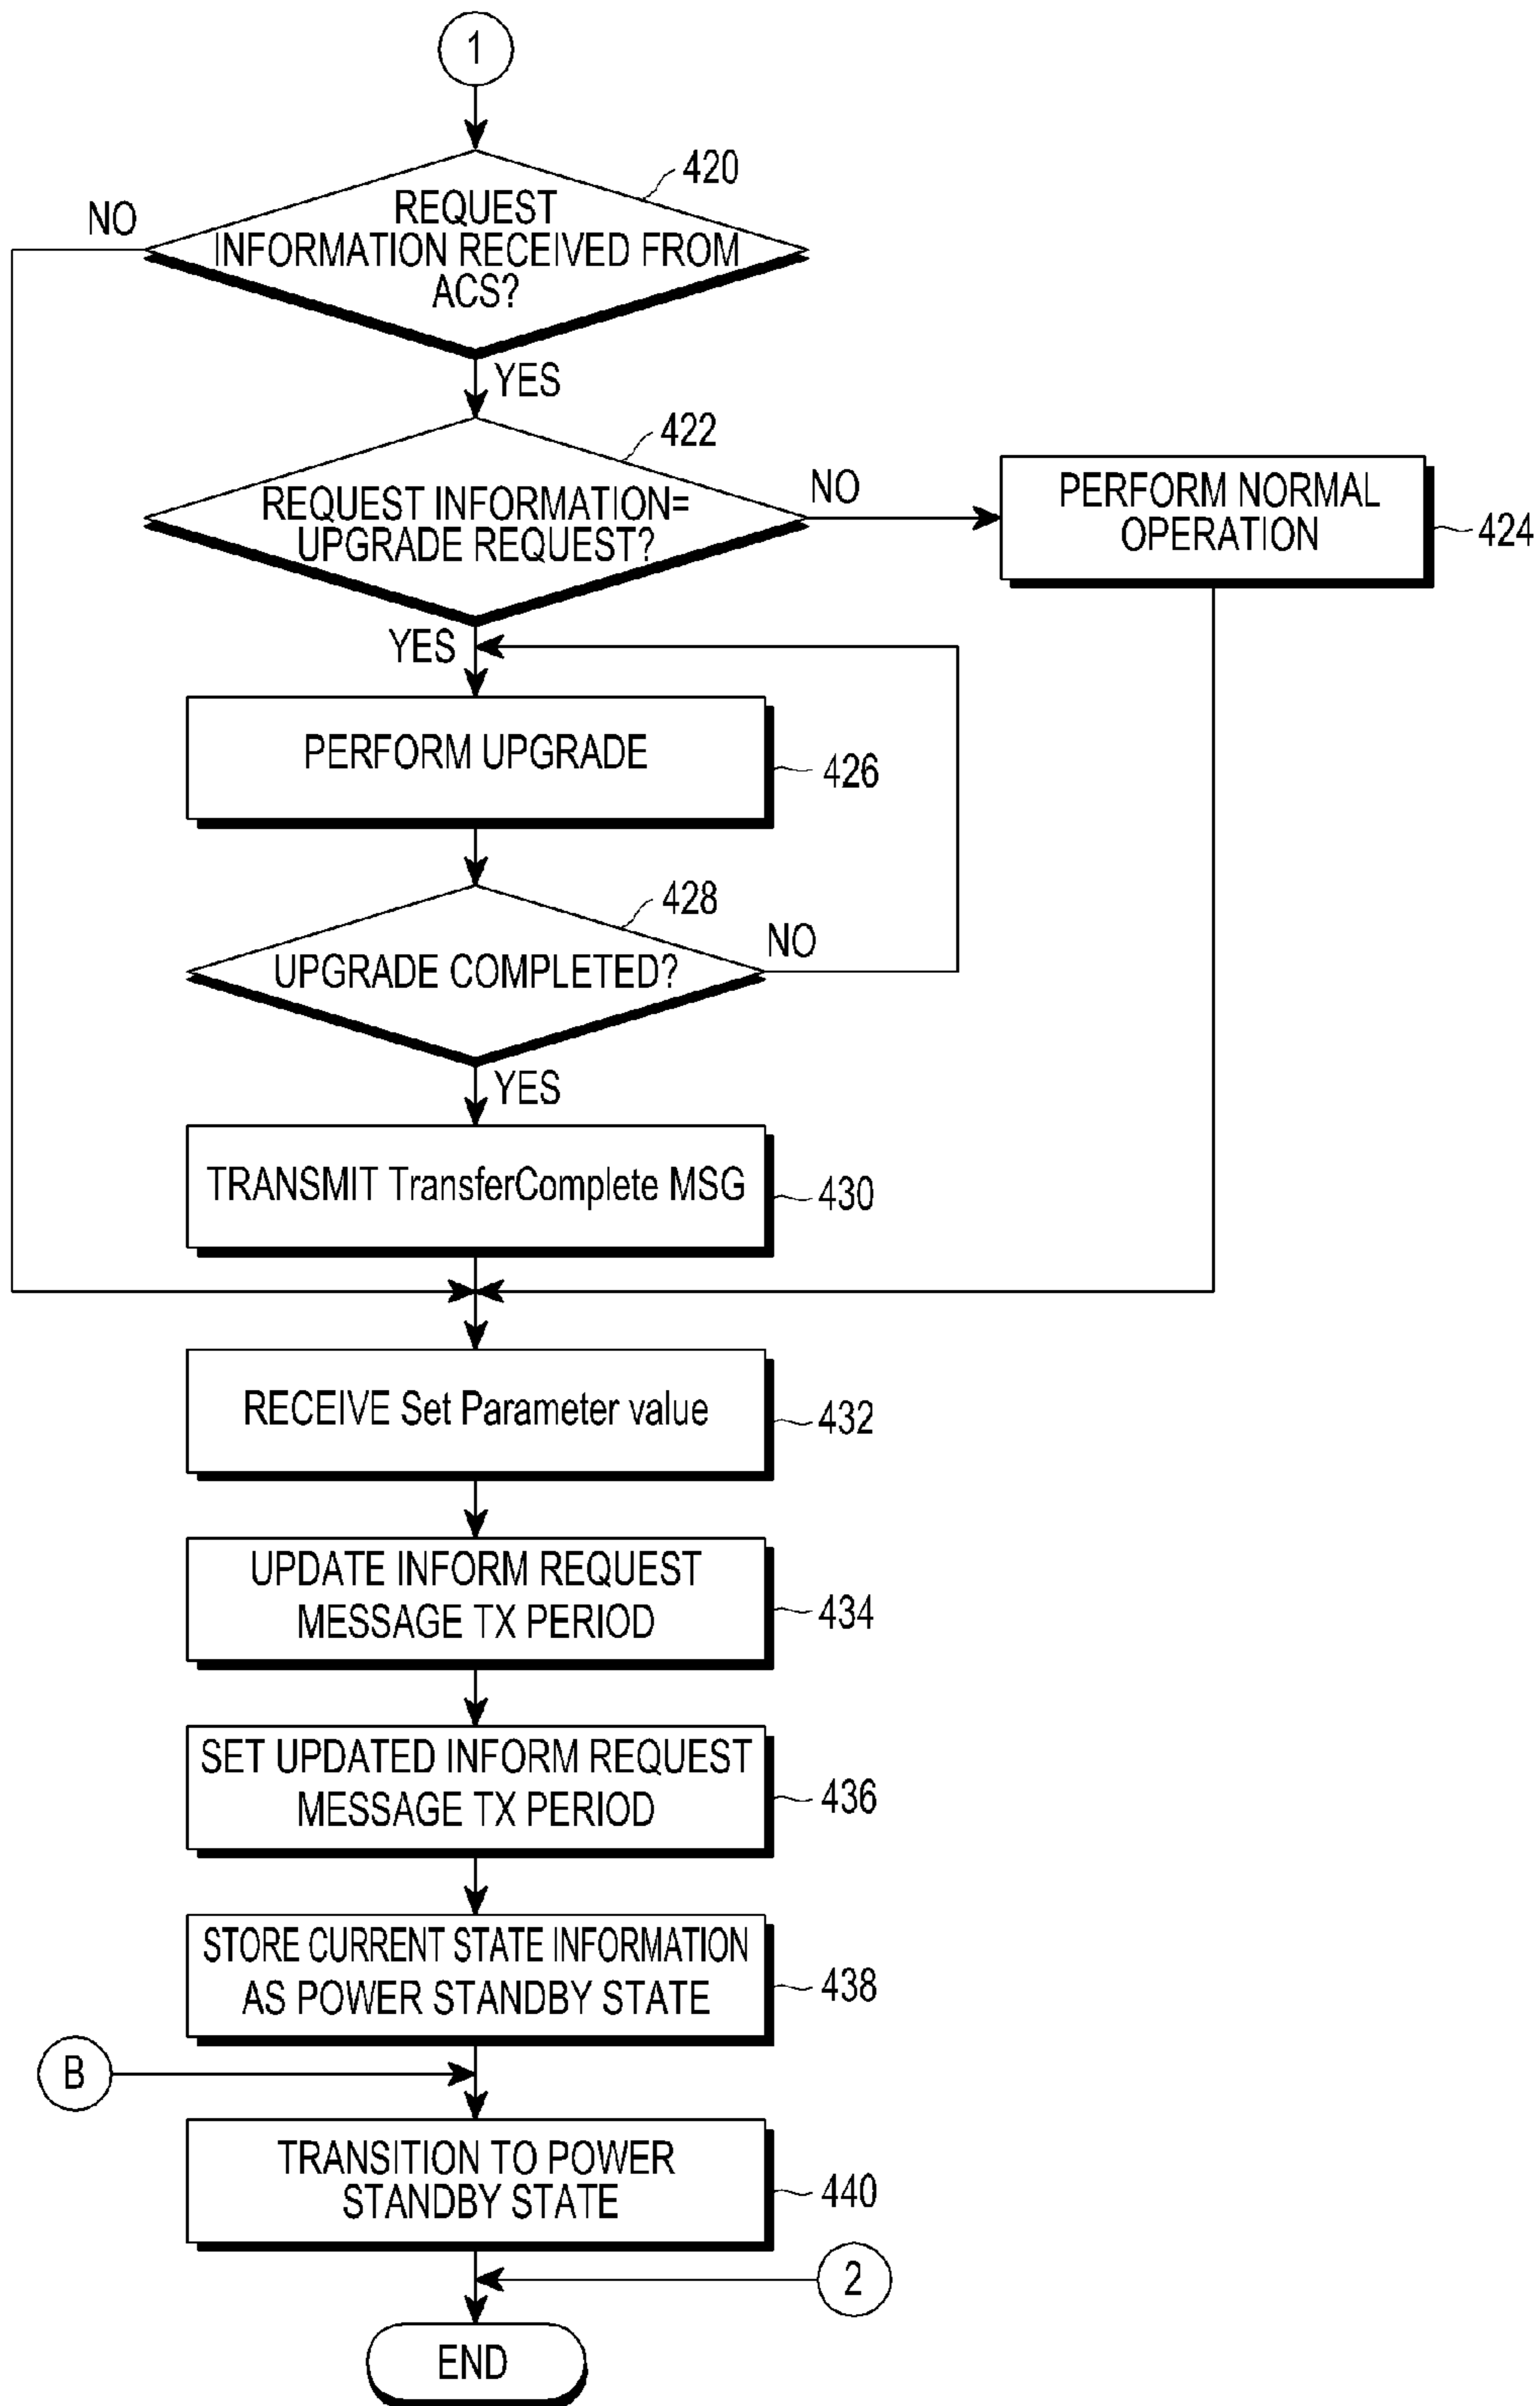 1
420
NO
REQUEST
INFORMATION RECEIVED FROM
ACS?
YES
422
REQUEST INFORMATION=
UPGRADE REQUEST?
NO
PERFORM NORMAL
OPERATION
424
YES
PERFORM UPGRADE
426
428
UPGRADE COMPLETED?
NO
YES
TRANSMIT TransferComplete MSG
430
RECEIVE Set Parameter value
432
UPDATE INFORM REQUEST
MESSAGE TX PERIOD
434
SET UPDATED INFORM REQUEST
MESSAGE TX PERIOD
436
STORE CURRENT STATE INFORMATION
AS POWER STANDBY STATE
438
B
TRANSITION TO POWER
STANDBY STATE
440
2
END